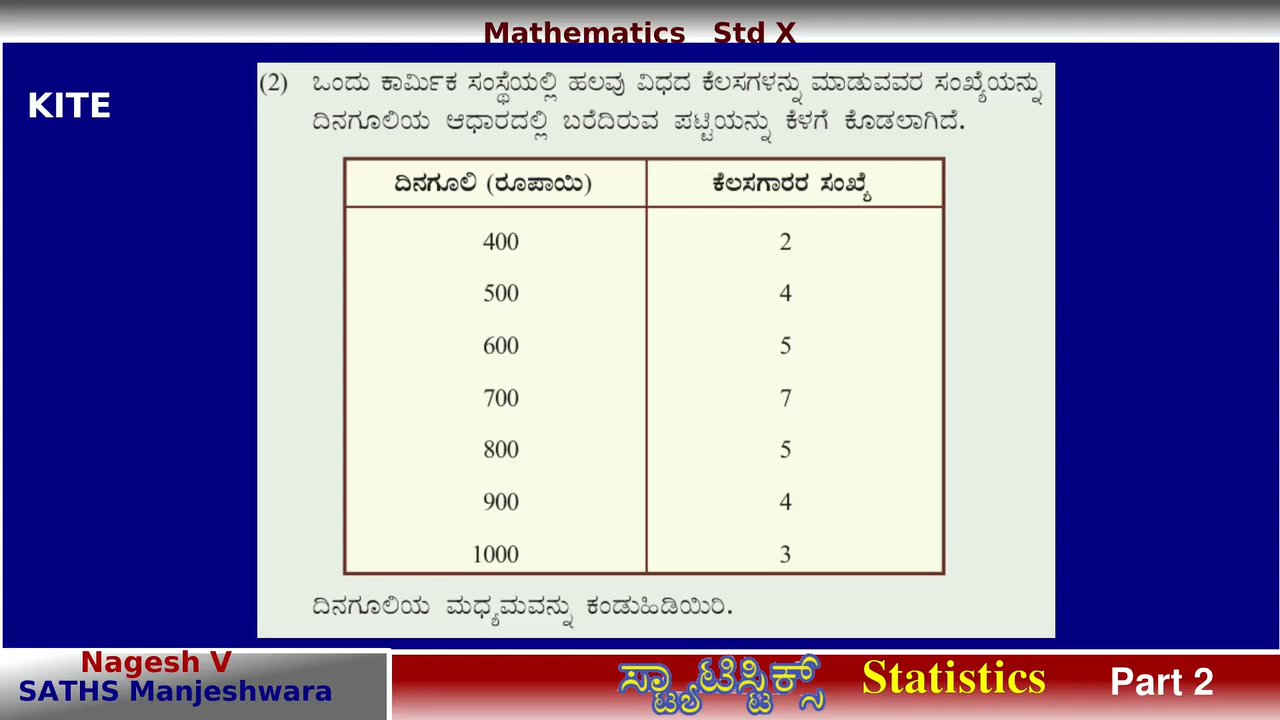 Mathematics Std X
KITE
(2) ಒಂದು ಕಾರ್ಮಿಕ ಸಂಸ್ಥೆಯಲ್ಲಿ ಹಲವು ವಿಧದ ಕೆಲಸಗಳನ್ನು ಮಾಡುವವರ ಸಂಖ್ಯೆಯನ್ನು
ದಿನಗೂಲಿಯ ಆಧಾರದಲ್ಲಿ ಬರೆದಿರುವ ಪಟ್ಟಿಯನ್ನು ಕೆಳಗೆ ಕೊಡಲಾಗಿದೆ.
ದಿನಗೂಲಿ (ರೂಪಾಯಿ) ಕೆಲಸಗಾರರ ಸಂಖ್ಯೆ
400 2
500 4
600 5
700 7
800 5
900 4
1000 3
ದಿನಗೂಲಿಯ ಮಧ್ಯಮವನ್ನು ಕಂಡುಹಿಡಿಯಿರಿ.
Nagesh V
SATHS Manjeshwara
ಸ್ಟ್ಯಾಟಿಸ್ಟಿಕ್ಸ್ Statistics Part 2